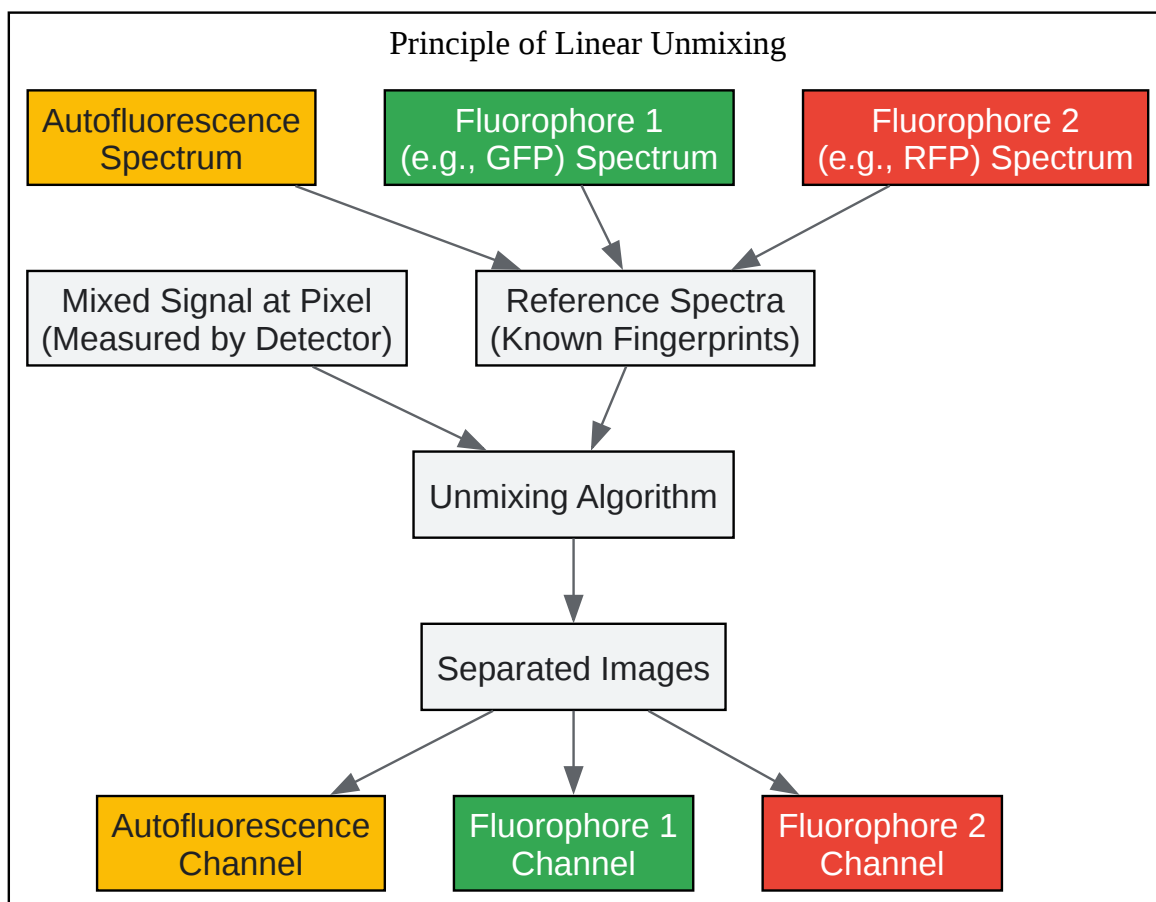 Principle of Linear Unmixing
Autofluorescence
Spectrum
Fluorophore 1
(e.g., GFP) Spectrum
Fluorophore 2
(e.g., RFP) Spectrum
Mixed Signal at Pixel
(Measured by Detector)
Reference Spectra
(Known Fingerprints)
Unmixing Algorithm
Separated Images
Autofluorescence
Channel
Fluorophore 1
Channel
Fluorophore 2
Channel